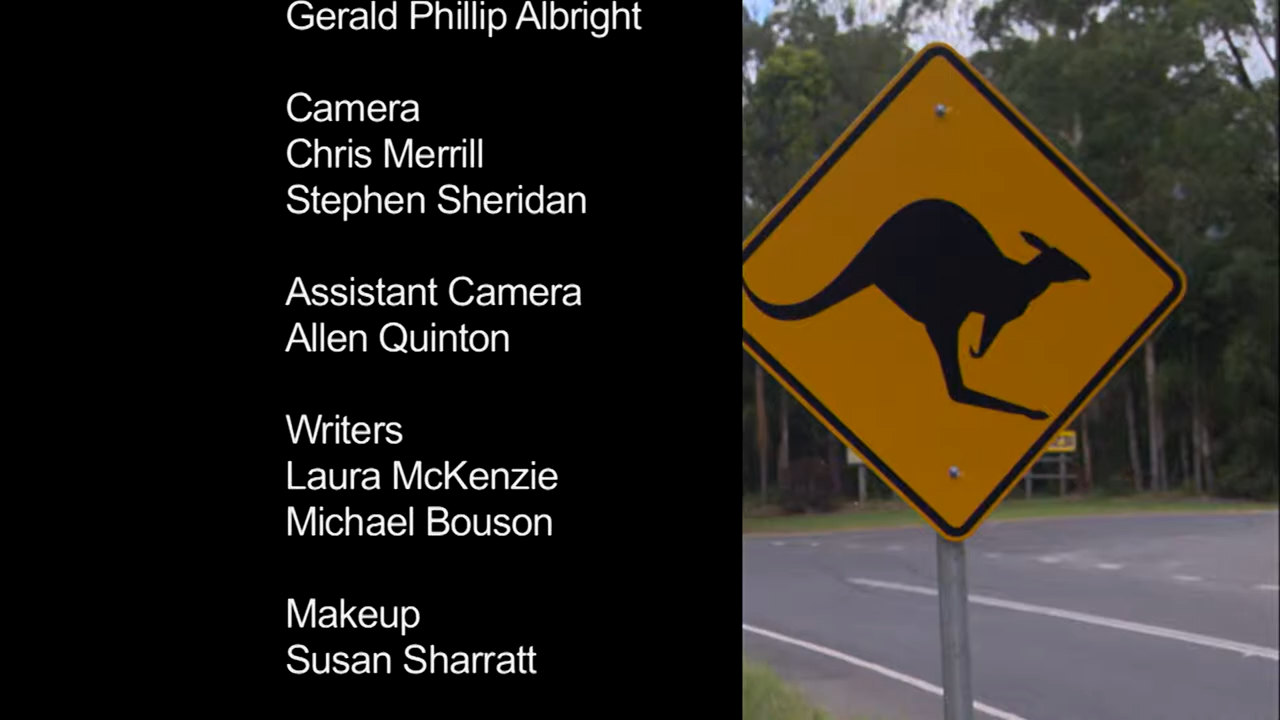 Gerald Phillip Albright
Camera
Chris Merrill
Stephen Sheridan
Assistant Camera
Allen Quinton
Writers
Laura McKenzie
Michael Bouson
Makeup
Susan Sharratt